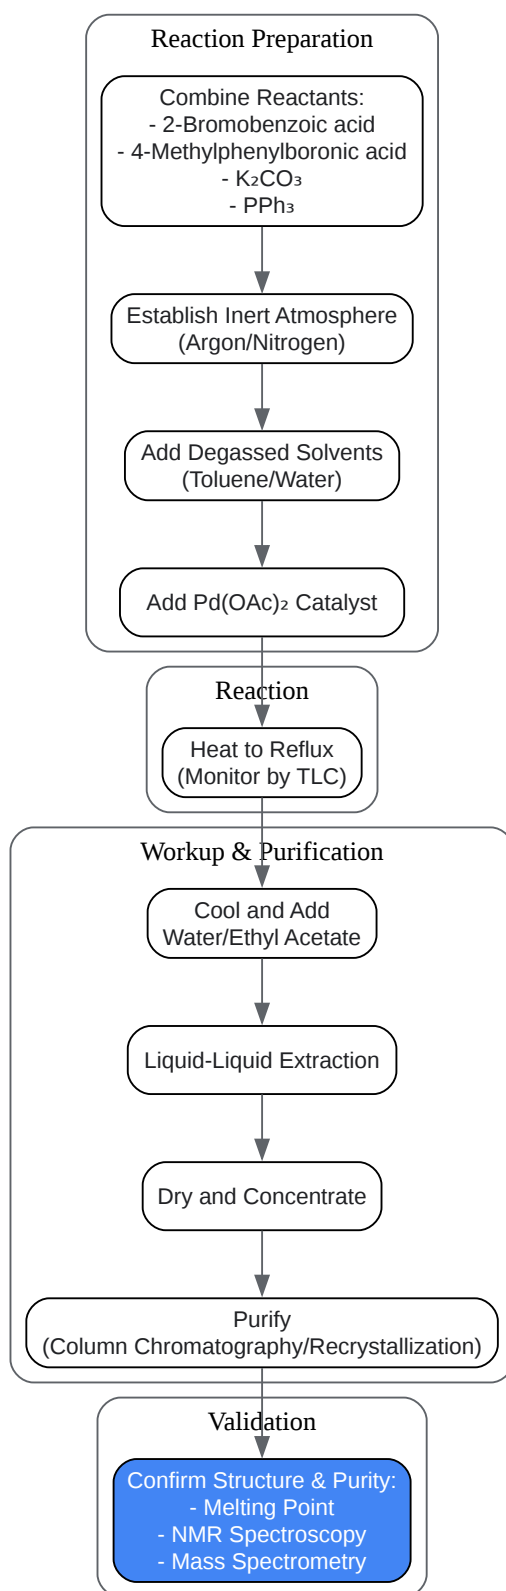 Reaction Preparation
Combine Reactants:
- 2-Bromobenzoic acid
- 4-Methylphenylboronic acid
- K₂CO₃
- PPh₃
Establish Inert Atmosphere
(Argon/Nitrogen)
Add Degassed Solvents
(Toluene/Water)
Add Pd(OAc)₂ Catalyst
Reaction
Heat to Reflux
(Monitor by TLC)
Workup & Purification
Cool and Add
Water/Ethyl Acetate
Liquid-Liquid Extraction
Dry and Concentrate
Purify
(Column Chromatography/Recrystallization)
Validation
Confirm Structure & Purity:
- Melting Point
- NMR Spectroscopy
- Mass Spectrometry